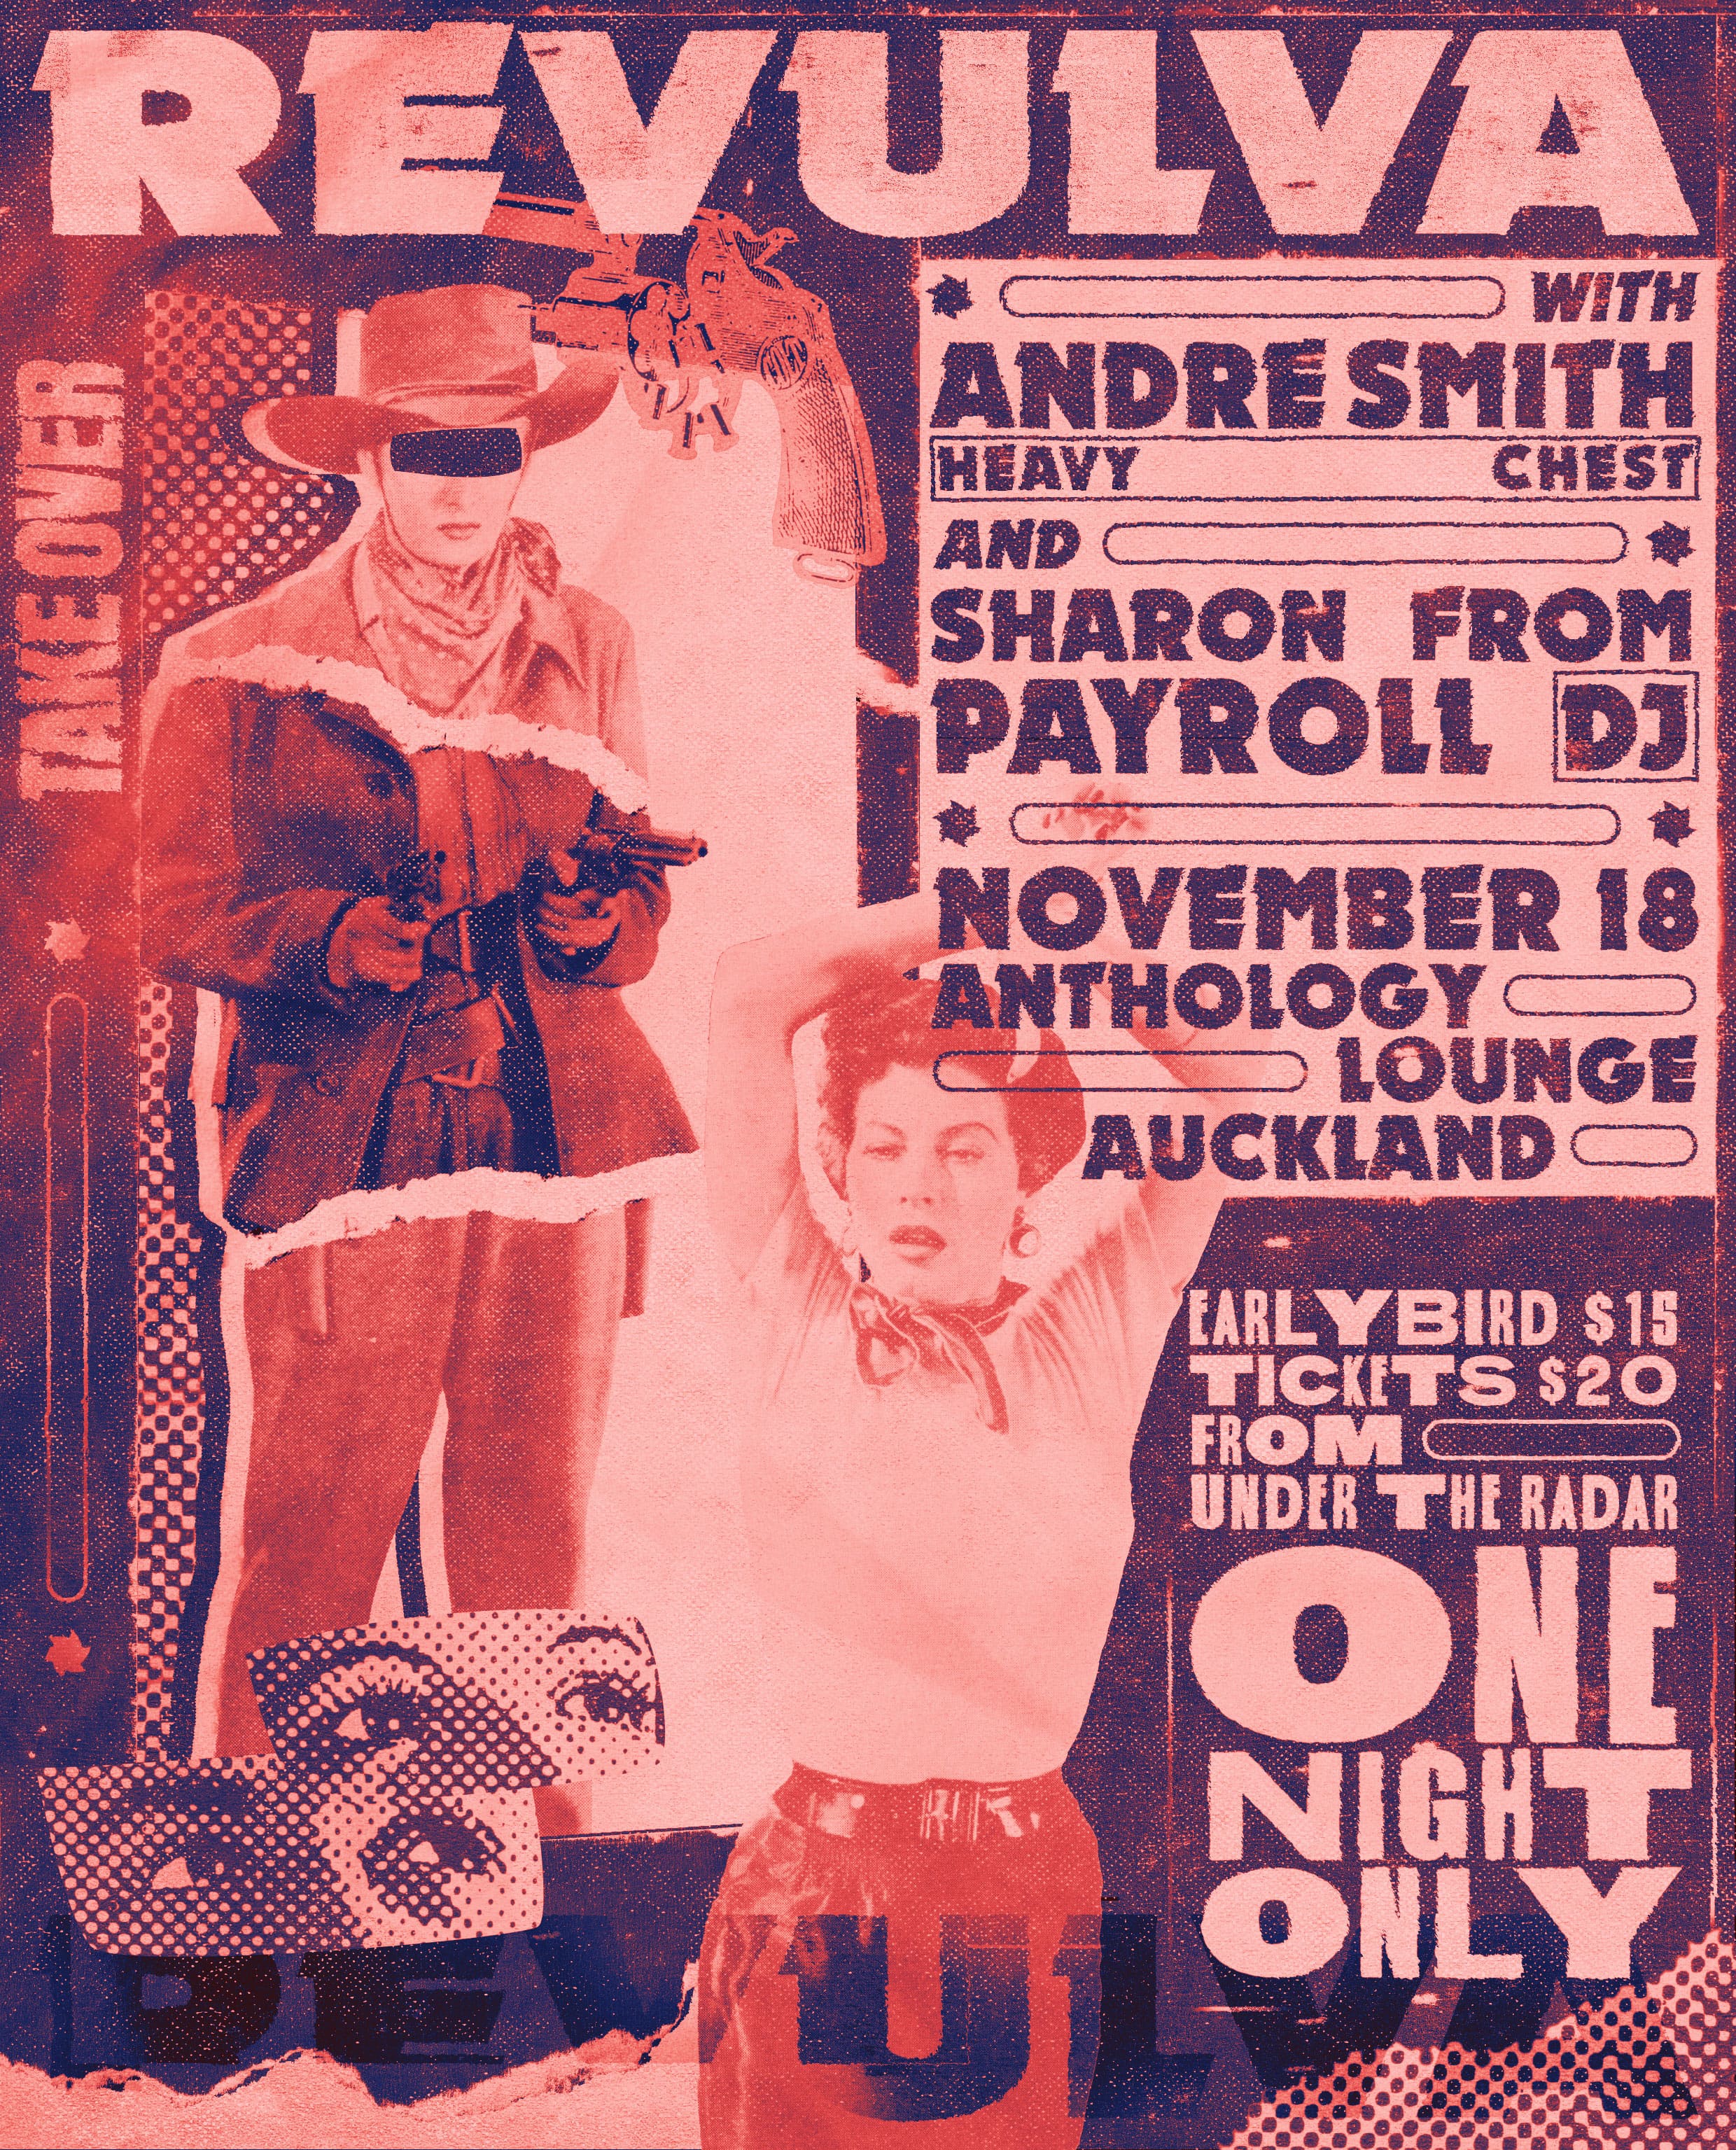 REVULVA
TAKE ONER
WITH
ANDRE SMITH
HEAVY CHEST
AND
SHARON FROM
PAYROLL DJ
NOVEMBER 18
ANTHOLOGY
LOUNGE
AUCKLAND
EARLYBIRD $15
TICKETS $20
FROM
UNDER THE RADAR
ONE
NIGHT
ONLY
REVULVA